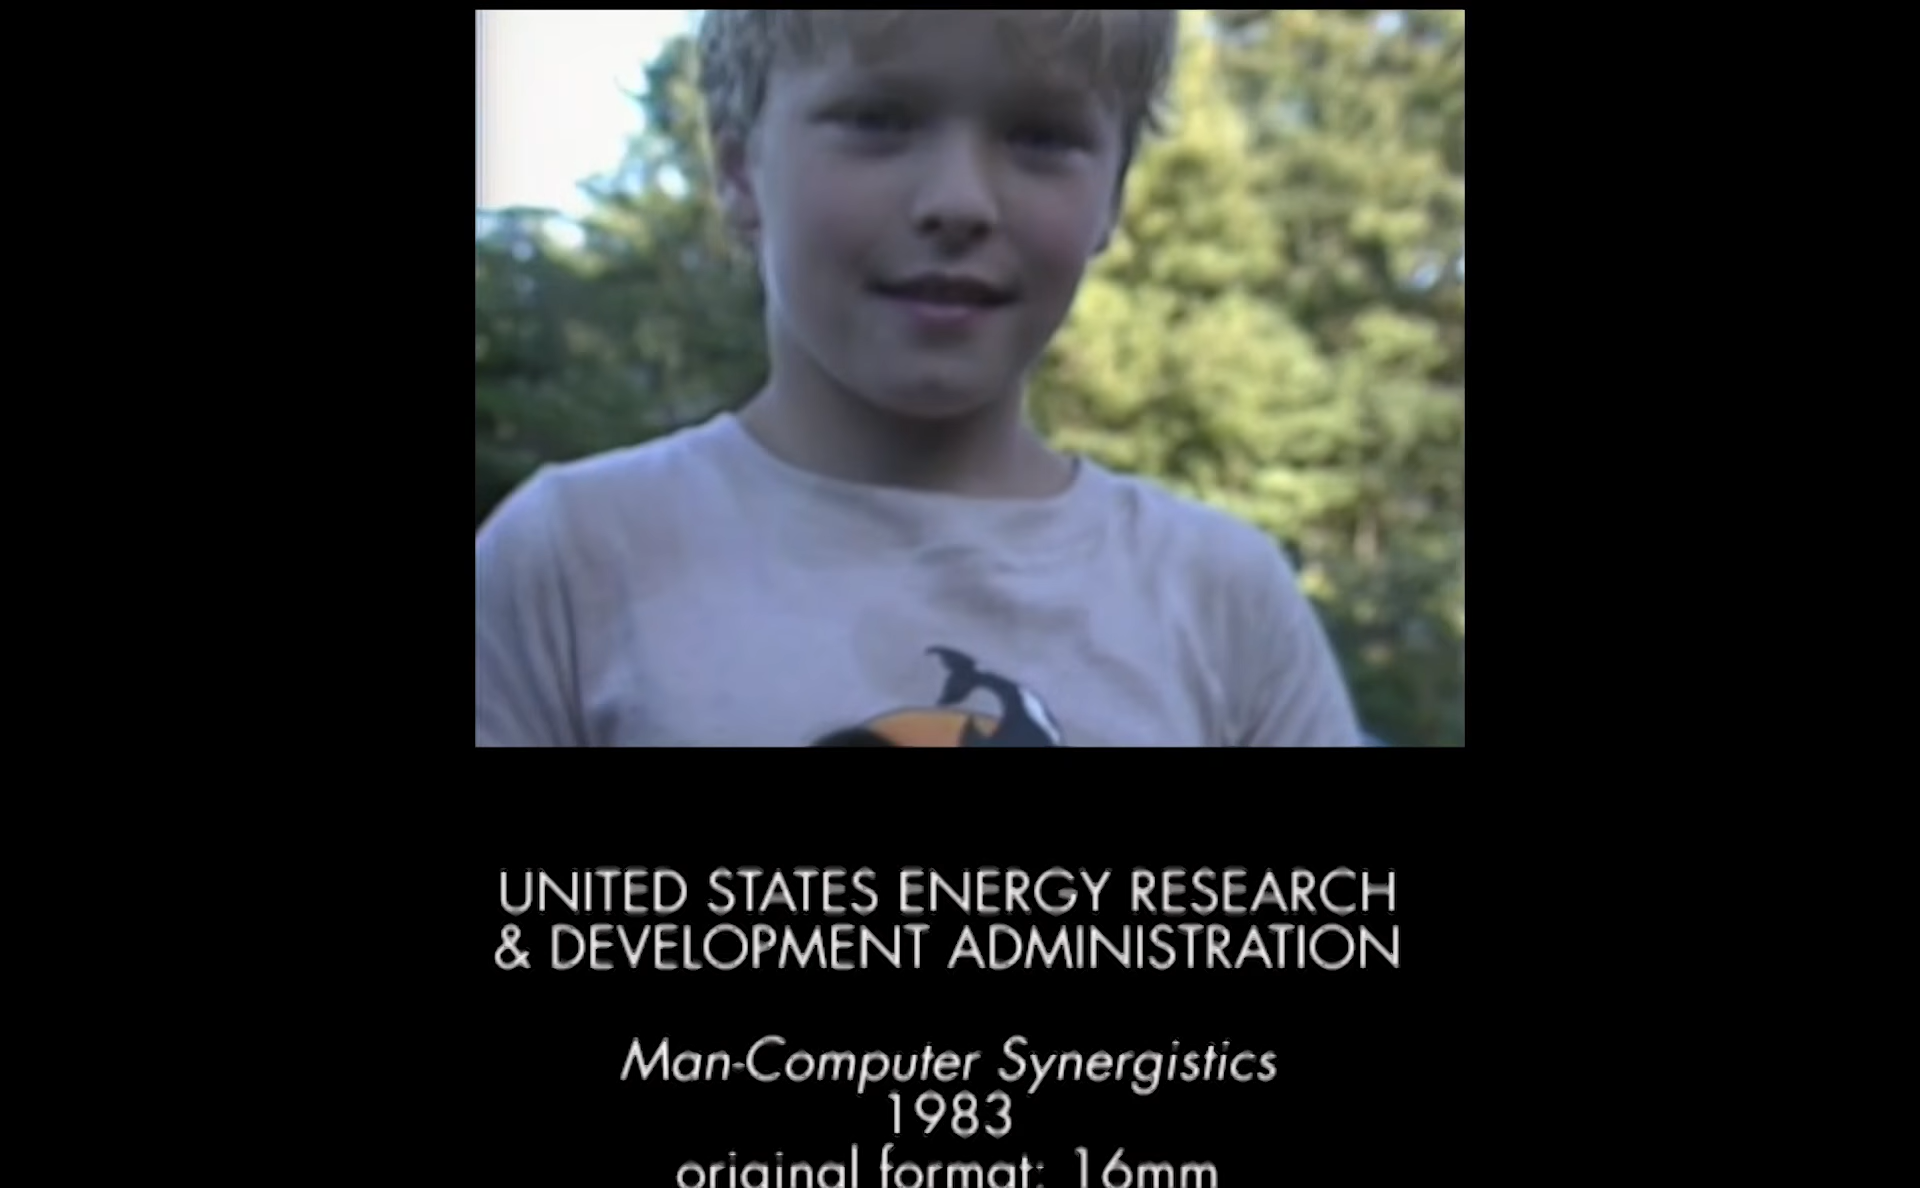 UNITED STATES ENERGY RESEARCH
& DEVELOPMENT ADMINISTRATION
Man-Computer Synergistics
1983
original format: 16mm